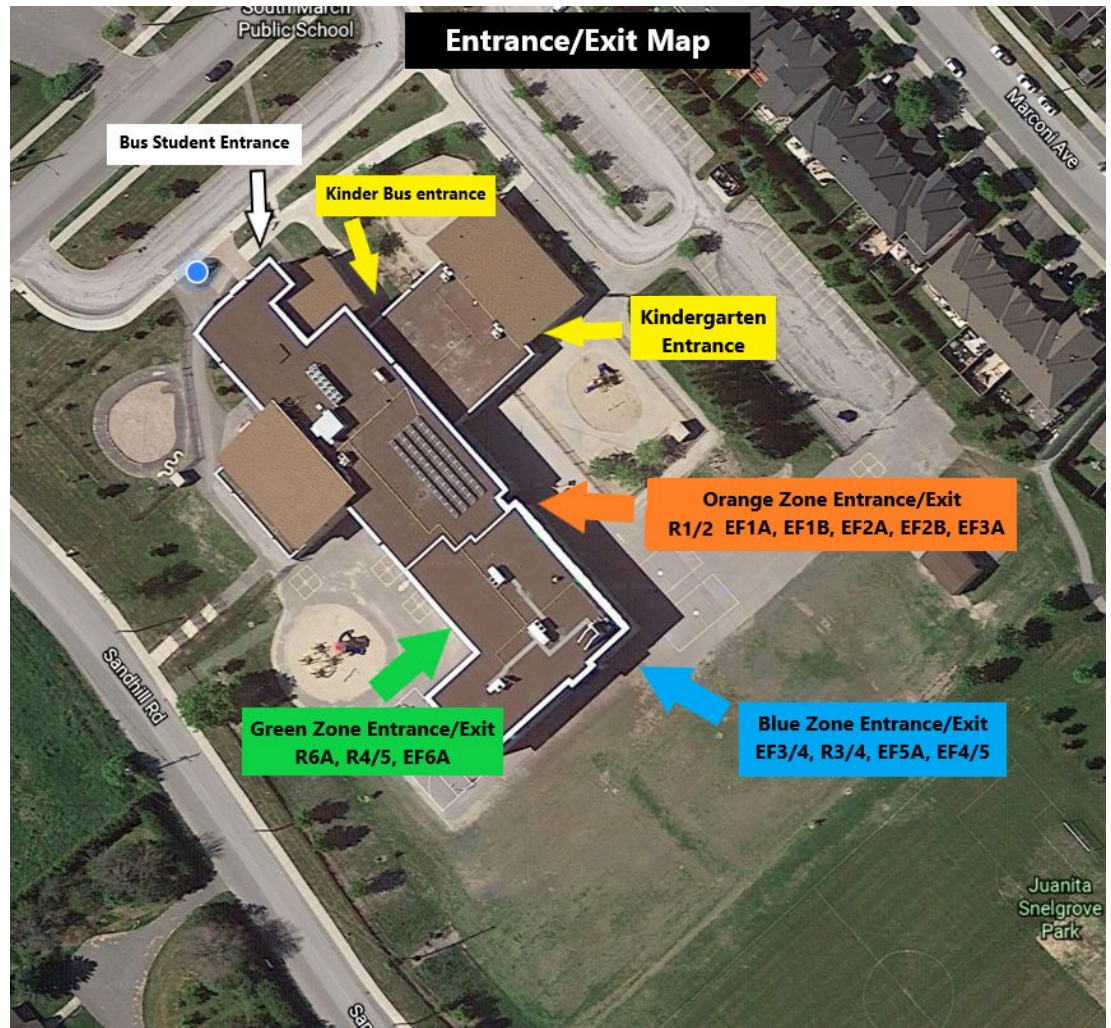 South March
Public School
Entrance/Exit Map
Marconi Ave
Bus Student Entrance
Kinder Bus entrance
Kindergarten
Entrance
Orange Zone Entrance/Exit
R1/2 EF1A, EF1B, EF2A, EF2B, EF3A
Sandhill Rd
Green Zone Entrance/Exit
R6A, R4/5, EF6A
Blue Zone Entrance/Exit
EF3/4, R3/4, EF5A, EF4/5
Juanita
Snelgrove
Park